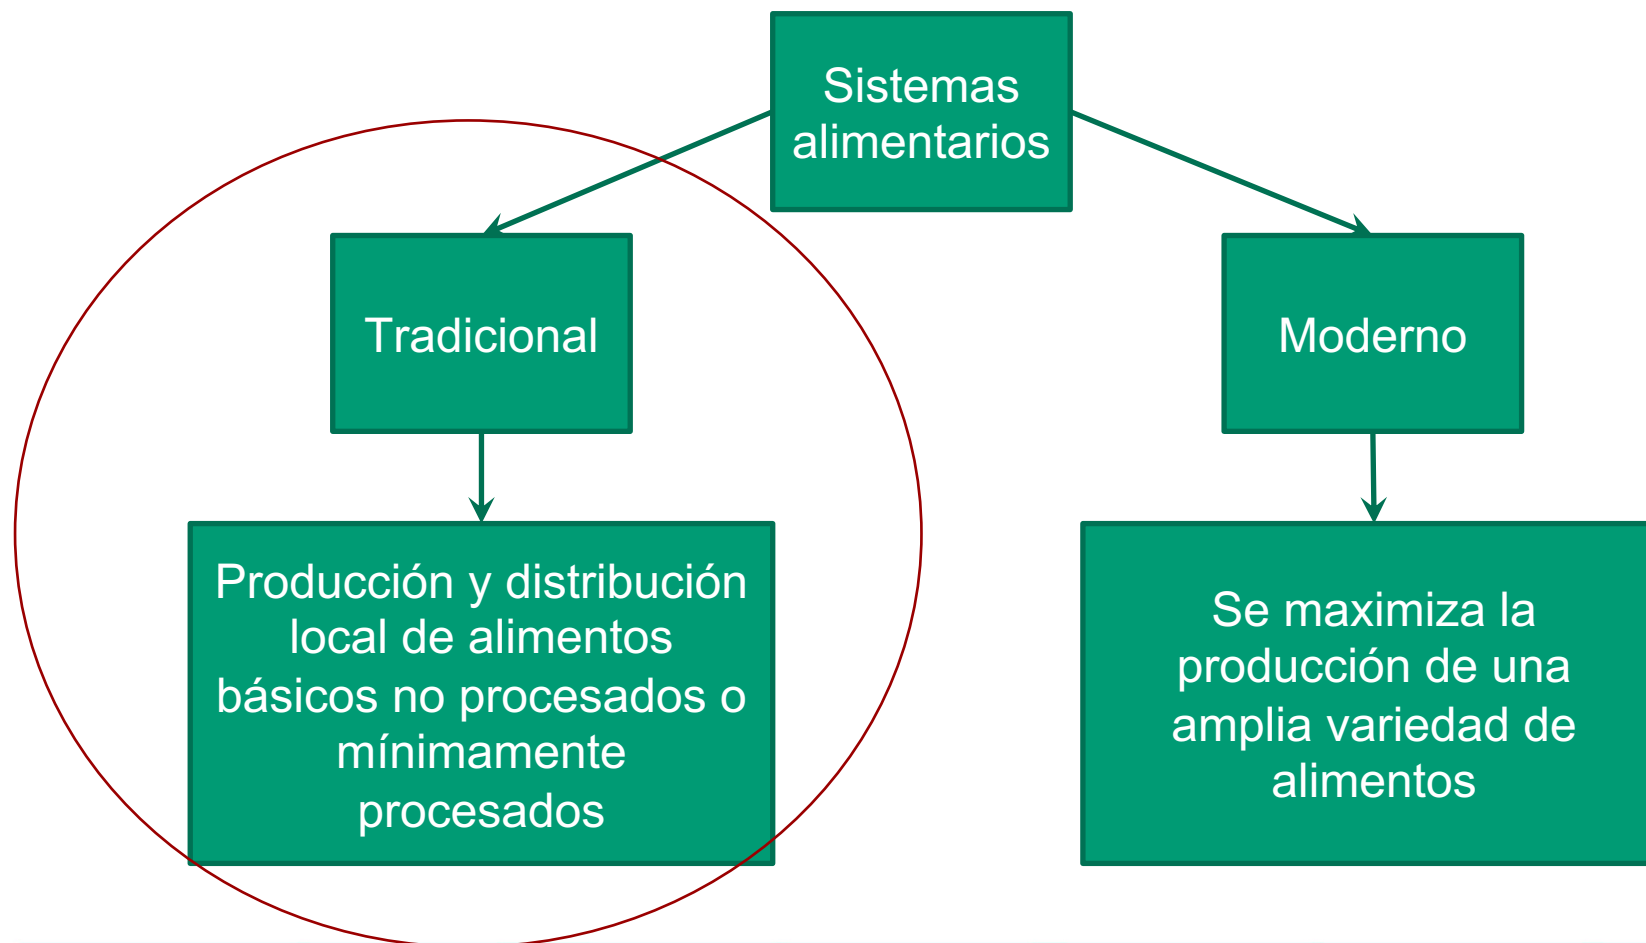 Sistemas
alimentarios
Tradicional
Moderno
Producción y distribución
local de alimentos
básicos no procesados o
mínimamente
procesados
Se maximiza la
producción de una
amplia variedad de
alimentos